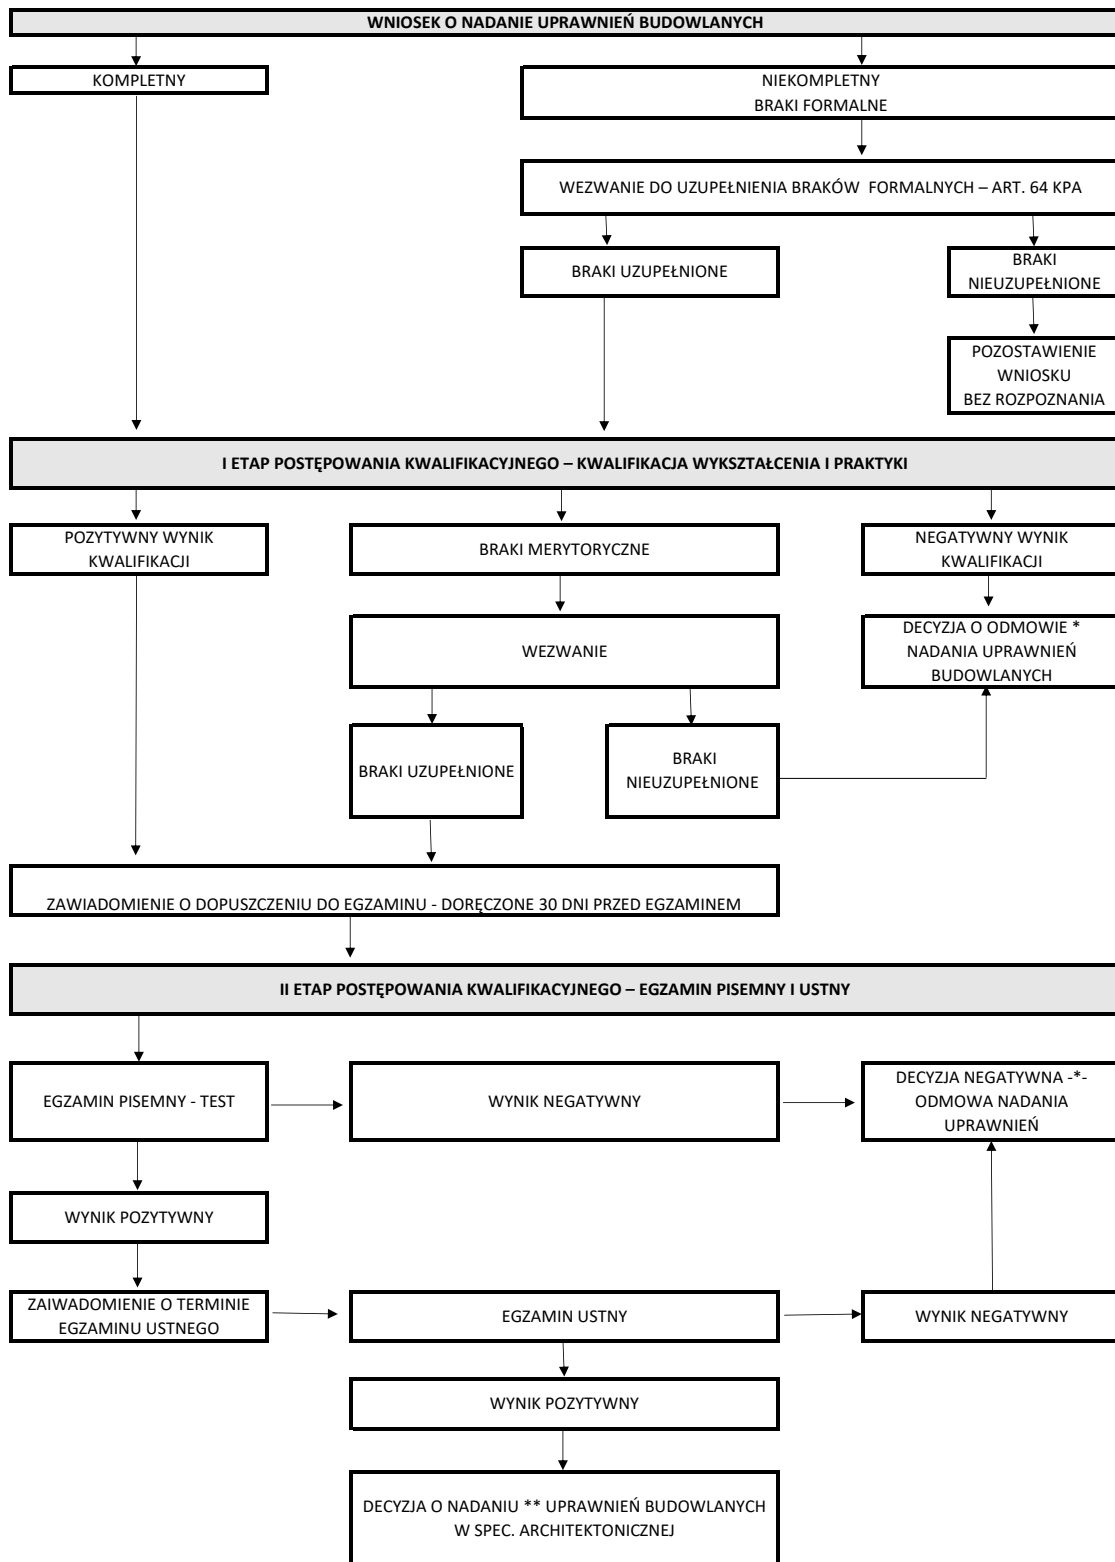 WNIOSEK O NADANIE UPRAWNIEŃ BUDOWLANYCH
KOMPLETNY
NIEKOMPLETNY
BRAKI FORMALNE
WEZWANIE DO UZUPEŁNIENIA BRAKÓW FORMALNYCH – ART. 64 KPA
BRAKI UZUPEŁNIONE
BRAKI
NIEUZUPEŁNIONE
POZOSTAWIENIE
WNIOSKU
BEZ ROZPOZNANIA
I ETAP POSTĘPOWANIA KWALIFIKACYJNEGO – KWALIFIKACJA WYKSZTAŁCENIA I PRAKTYKI
POZYTYWNY WYNIK
KWALIFIKACJI
BRAKI MERYTORYCZNE
NEGATYWNY WYNIK
KWALIFIKACJI
WEZWANIE
DECYZJA O ODMOWIE *
NADANIA UPRAWNIEŃ
BUDOWLANYCH
BRAKI UZUPEŁNIONE
BRAKI
NIEUZUPEŁNIONE
ZAWIADOMIENIE O DOPUSZCZENIU DO EGZAMINU - DORĘCZONE 30 DNI PRZED EGZAMINEM
II ETAP POSTĘPOWANIA KWALIFIKACYJNEGO – EGZAMIN PISEMNY I USTNY
EGZAMIN PISEMNY - TEST
WYNIK NEGATYWNY
DECYZJA NEGATYWNA -*-
ODMOWA NADANIA
UPRAWNIEŃ
WYNIK POZYTYWNY
ZAIWADOMIENIE O TERMINIE
EGZAMINU USTNEGO
EGZAMIN USTNY
WYNIK NEGATYWNY
WYNIK POZYTYWNY
DECYZJA O NADANIU ** UPRAWNIEŃ BUDOWLANYCH
W SPEC. ARCHITEKTONICZNEJ